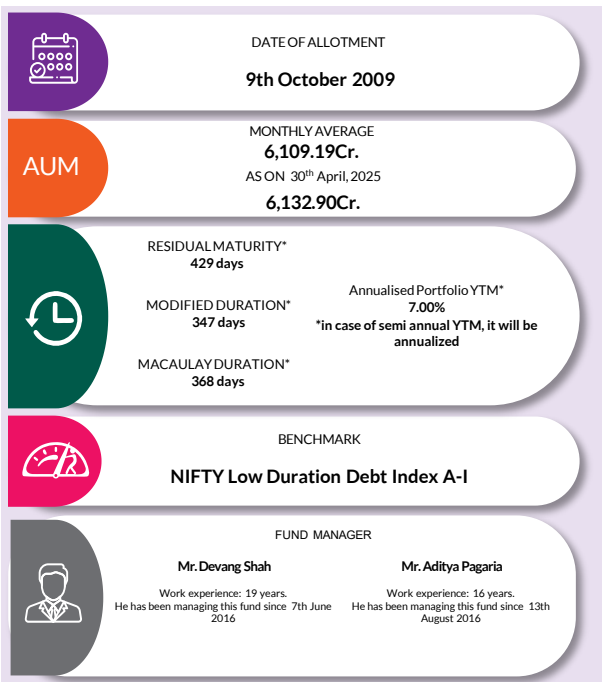 DATE OF ALLOTMENT
9th October 2009
AUM
MONTHLY AVERAGE
6,109.19Cr.
AS ON 30th April, 2025
6,132.90Cr.
RESIDUAL MATURITY*
429 days
MODIFIED DURATION*
347 days
MACAULAY DURATION*
368 days
Annualised Portfolio YTM*
7.00%
*in case of semi annual YTM, it will be
annualized
BENCHMARK
NIFTY Low Duration Debt Index A-I
FUND MANAGER
Mr. Devang Shah
Work experience: 19 years.
He has been managing this fund since 7th June
2016
Mr. Aditya Pagaria
Work experience: 16 years.
He has been managing this fund since 13th
August 2016